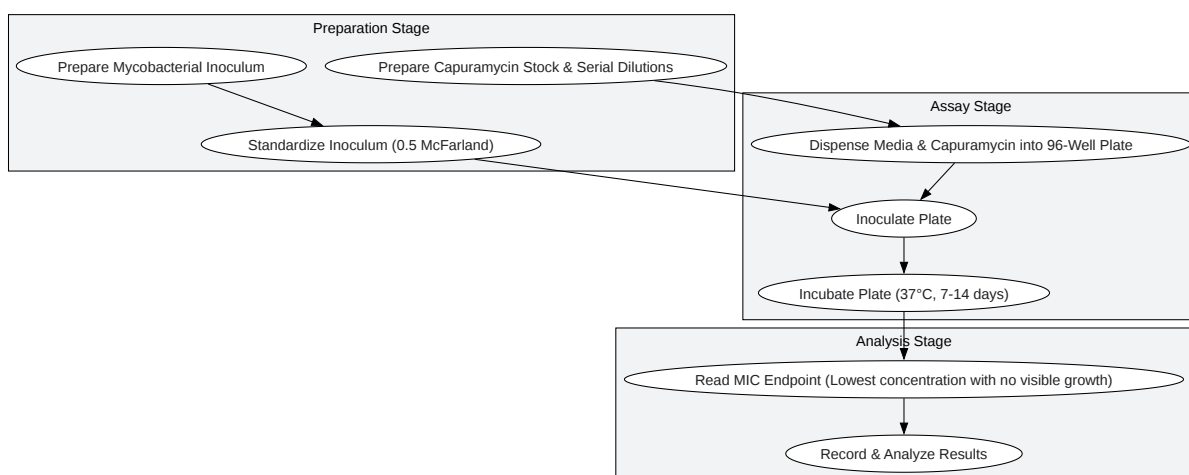 Preparation Stage
Prepare Mycobacterial Inoculum
Prepare Capuramycin Stock & Serial Dilutions
Standardize Inoculum (0.5 McFarland)
Assay Stage
Dispense Media & Capuramycin into 96-Well Plate
Inoculate Plate
Incubate Plate (37°C, 7-14 days)
Analysis Stage
Read MIC Endpoint (Lowest concentration with no visible growth)
Record & Analyze Results